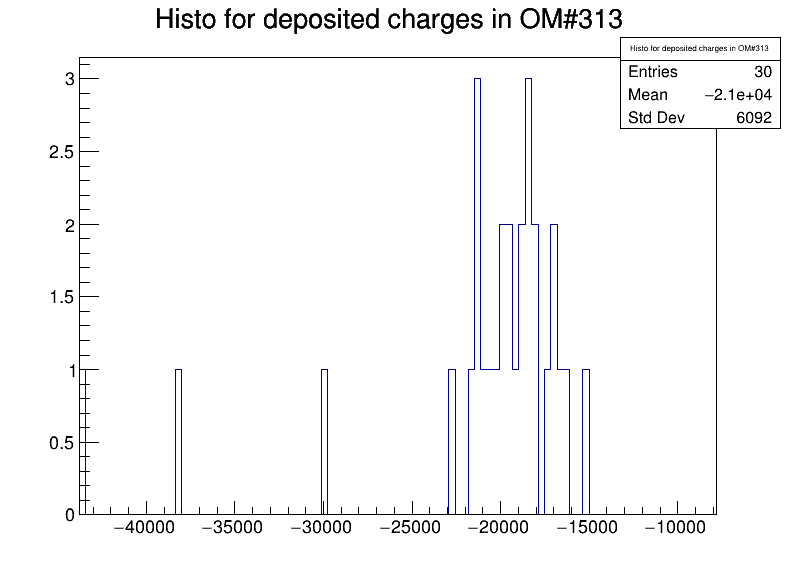 Histo for deposited charges in OM#313
Histo for deposited charges in OM#313
Entries 30
Mean −2.1e+04
Std Dev 6092
3
2.5
2
1.5
1
0.5
0
−40000 −35000 −30000 −25000 −20000 −15000 −10000